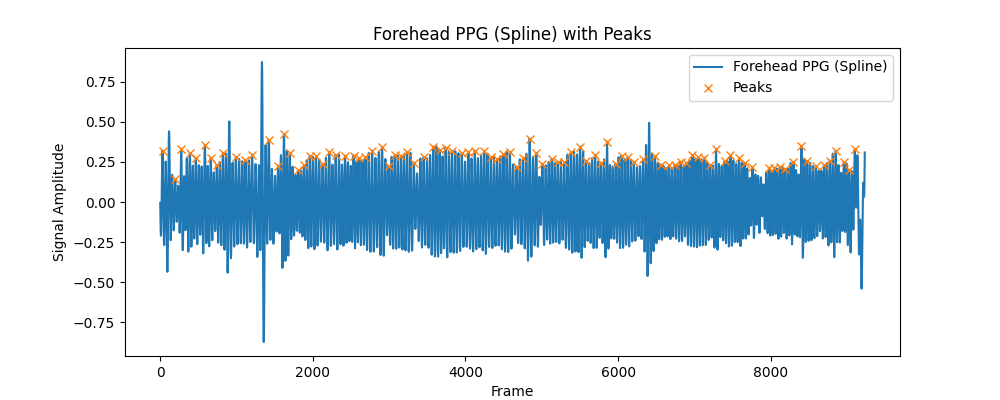 Forehead PPG (Spline) with Peaks
Forehead PPG (Spline)
Peaks
Signal Amplitude
0.75
0.50
0.25
0.00
−0.25
−0.50
−0.75
0 2000 4000 6000 8000
Frame